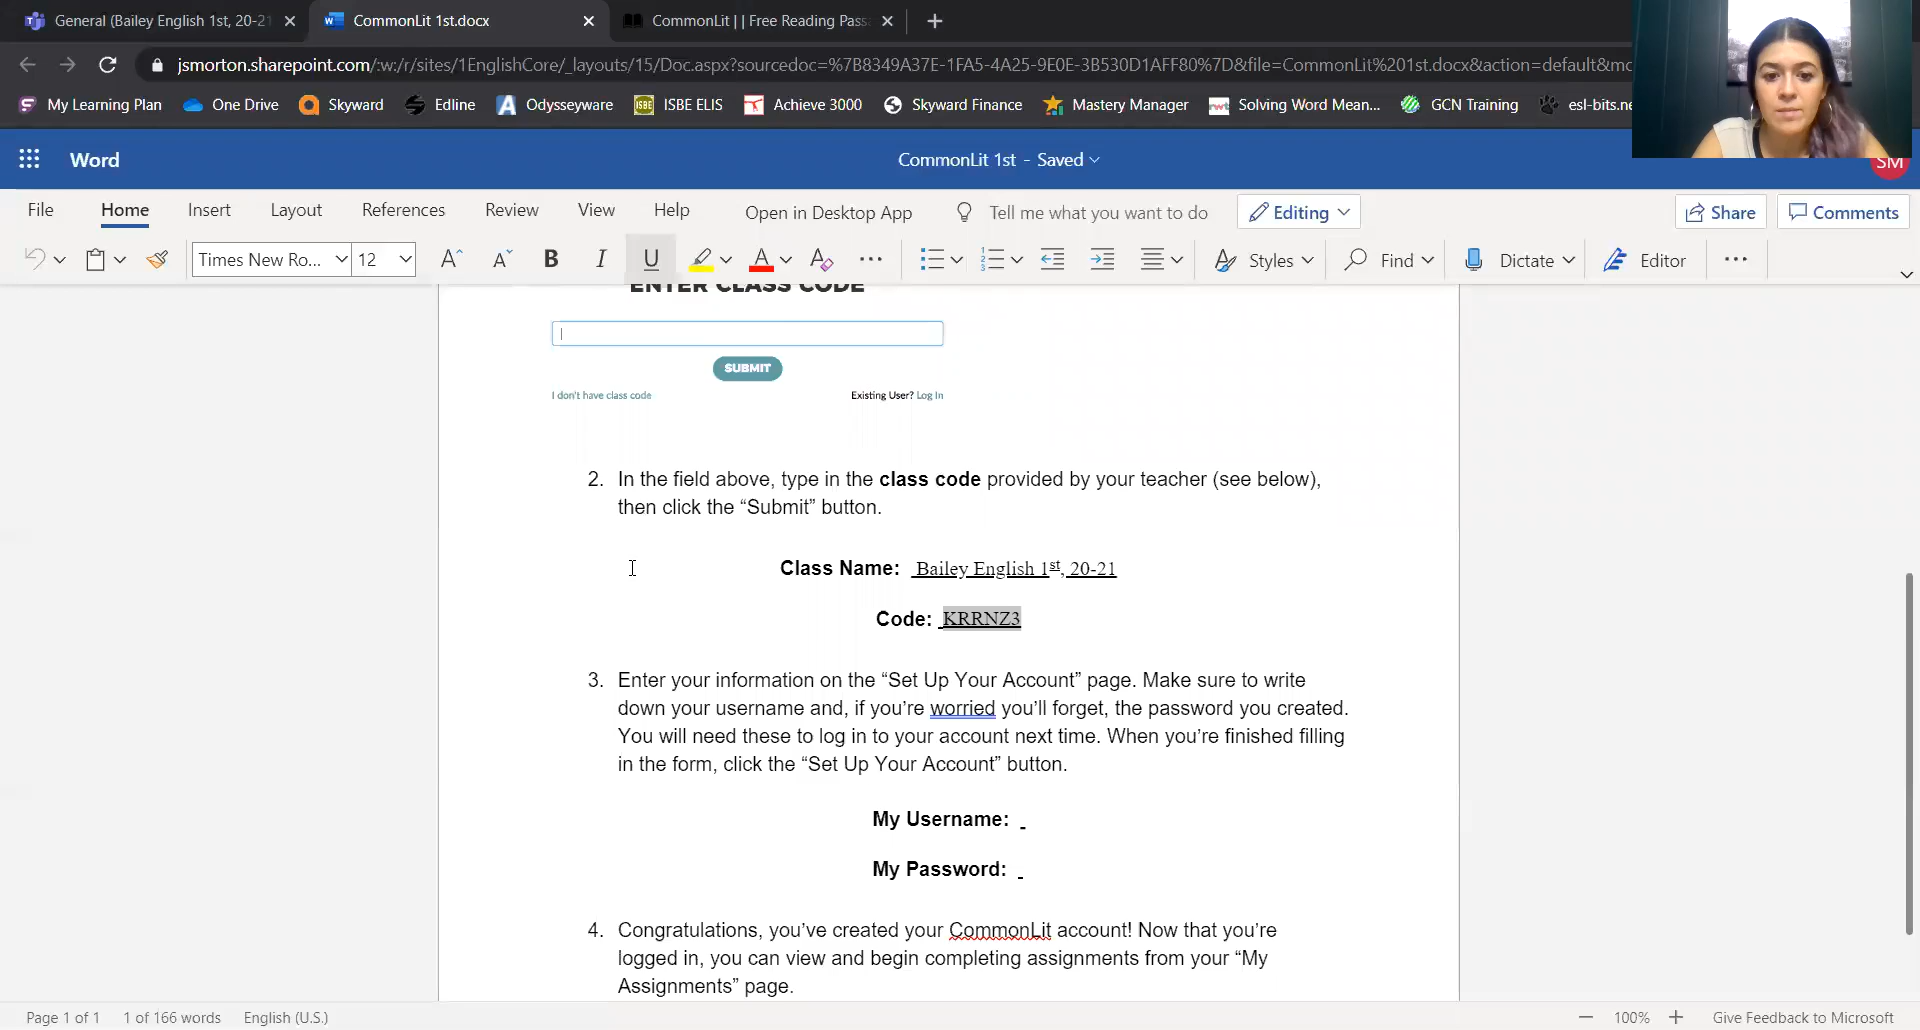 General (Bailey English 1st, 20-21
CommonLit 1st.docx
CommonLit | | Free Reading Pass
jsmorton.sharepoint.com/:w:/r/sites/1EnglishCore/_layouts/15/Doc.aspx?sourcedoc=%7B8349A37E-1FA5-4A25-9E0E-3B530D1AFF80%7D&file=CommonLit%201st.docx&action=default&mo
My Learning Plan
One Drive
Skyward
Edline
Odysseyware
ISBE ELIS
Achieve 3000
Skyward Finance
Mastery Manager
Solving Word Mean...
GCN Training
esl-bits.ne
Word
CommonLit 1st - Saved
SM
File
Home
Insert
Layout
References
Review
View
Help
Open in Desktop App
Tell me what you want to do
Editing
Share
Comments
Times New Ro...
12
Styles
Find
Dictate
Editor
ENTER CLASS CODE
SUBMIT
I don't have class code
Existing User? Log In
2. In the field above, type in the class code provided by your teacher (see below),
then click the “Submit” button.
Class Name: Bailey English 1st, 20-21
Code: KRRNZ3
3. Enter your information on the “Set Up Your Account” page. Make sure to write
down your username and, if you’re worried you’ll forget, the password you created.
You will need these to log in to your account next time. When you’re finished filling
in the form, click the “Set Up Your Account” button.
My Username: _
My Password: _
4. Congratulations, you’ve created your CommonLit account! Now that you’re
logged in, you can view and begin completing assignments from your “My
Assignments” page.
Page 1 of 1
1 of 166 words
English (U.S.)
100%
Give Feedback to Microsoft